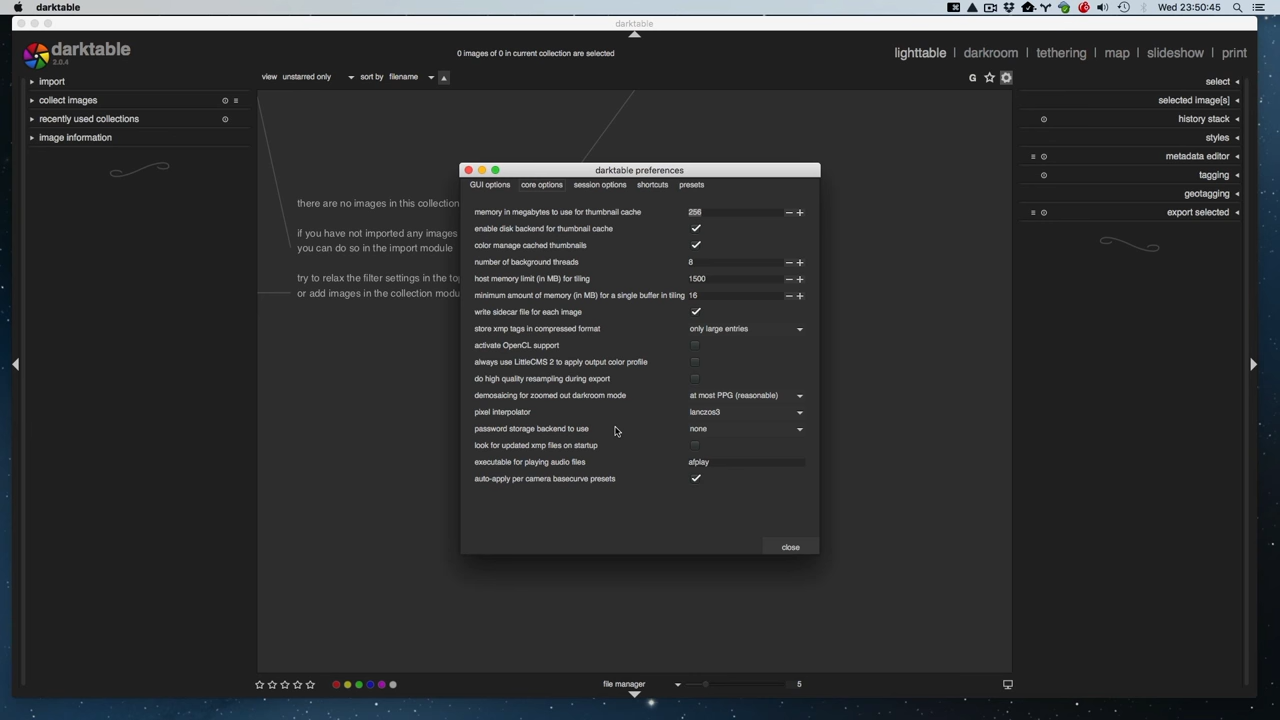 darktable
Wed 23:50:45
darktable
darktable
2.0.4
0 images of 0 in current collection are selected
lighttable | darkroom | tethering | map | slideshow | print
view unstarred only sort by filename
G
import
collect images
recently used collections
image information
select
selected image[s]
history stack
styles
metadata editor
tagging
geotagging
export selected
there are no images in this collection
if you have not imported any images
you can do so in the import module
try to relax the filter settings in the top
or add images in the collection modu
darktable preferences
GUI options core options session options shortcuts presets
memory in megabytes to use for thumbnail cache 256
enable disk backend for thumbnail cache
color manage cached thumbnails
number of background threads 8
host memory limit (in MB) for tiling 1500
minimum amount of memory (in MB) for a single buffer in tiling 16
write sidecar file for each image
store xmp tags in compressed format only large entries
activate OpenCL support
always use LittleCMS 2 to apply output color profile
do high quality resampling during export
demosaicing for zoomed out darkroom mode at most PPG (reasonable)
pixel interpolator lanczos3
password storage backend to use none
look for updated xmp files on startup
executable for playing audio files afplay
auto-apply per camera basecurve presets
close
file manager 5